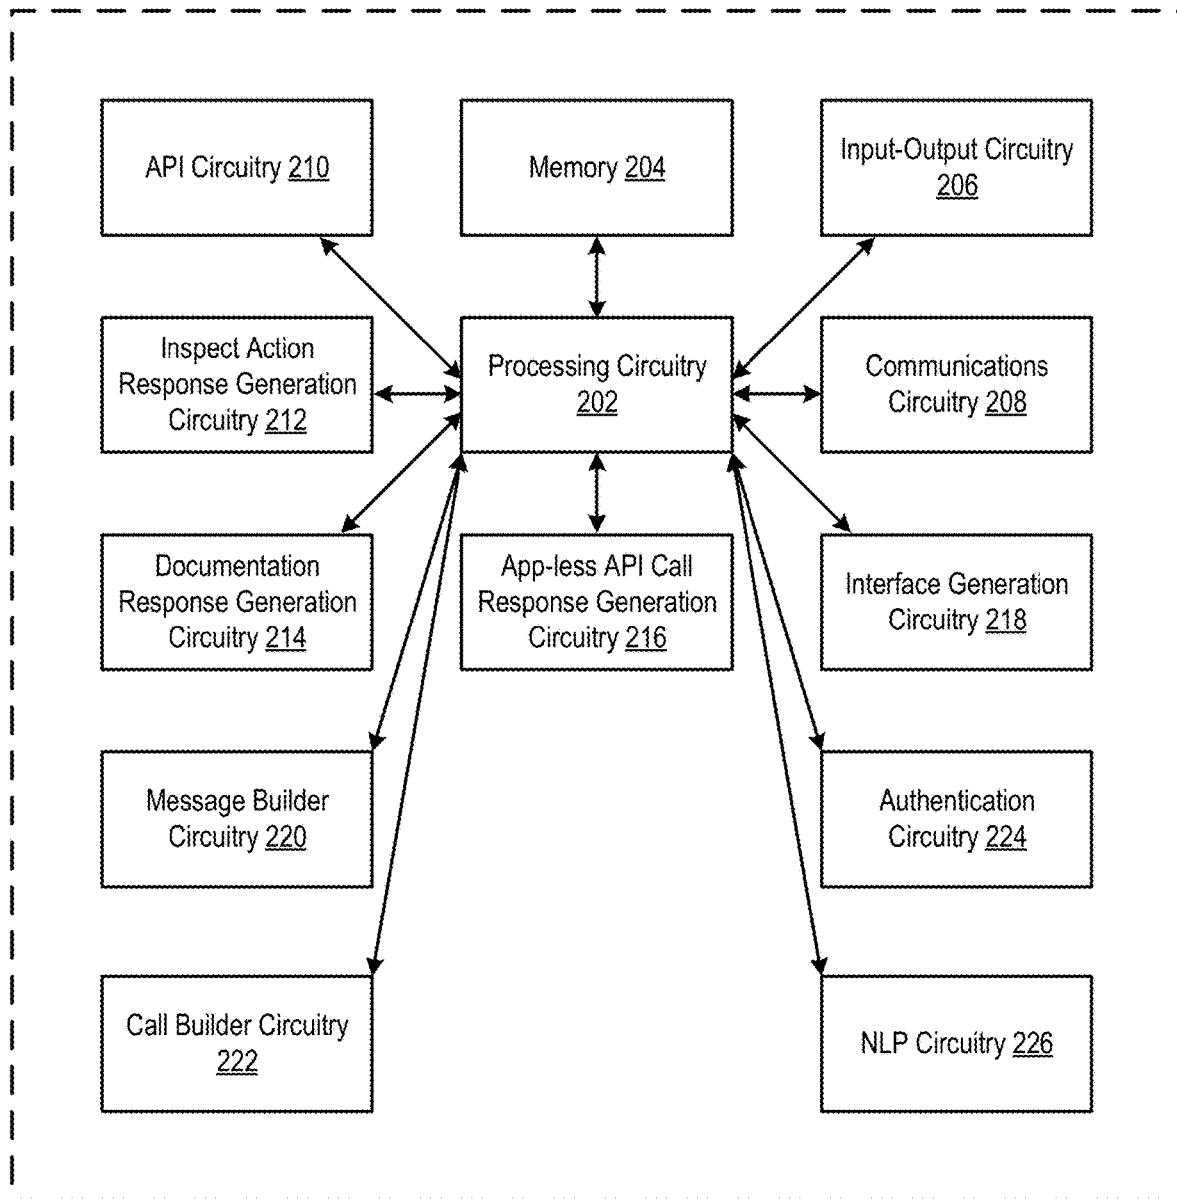 API Circuitry 210
Memory 204
Input-Output Circuitry
206
Inspect Action
Response Generation
Circuitry 212
Processing Circuitry
202
Communications
Circuitry 208
Documentation
Response Generation
Circuitry 214
App-less API Call
Response Generation
Circuitry 216
Interface Generation
Circuitry 218
Message Builder
Circuitry 220
Authentication
Circuitry 224
Call Builder Circuitry
222
NLP Circuitry 226